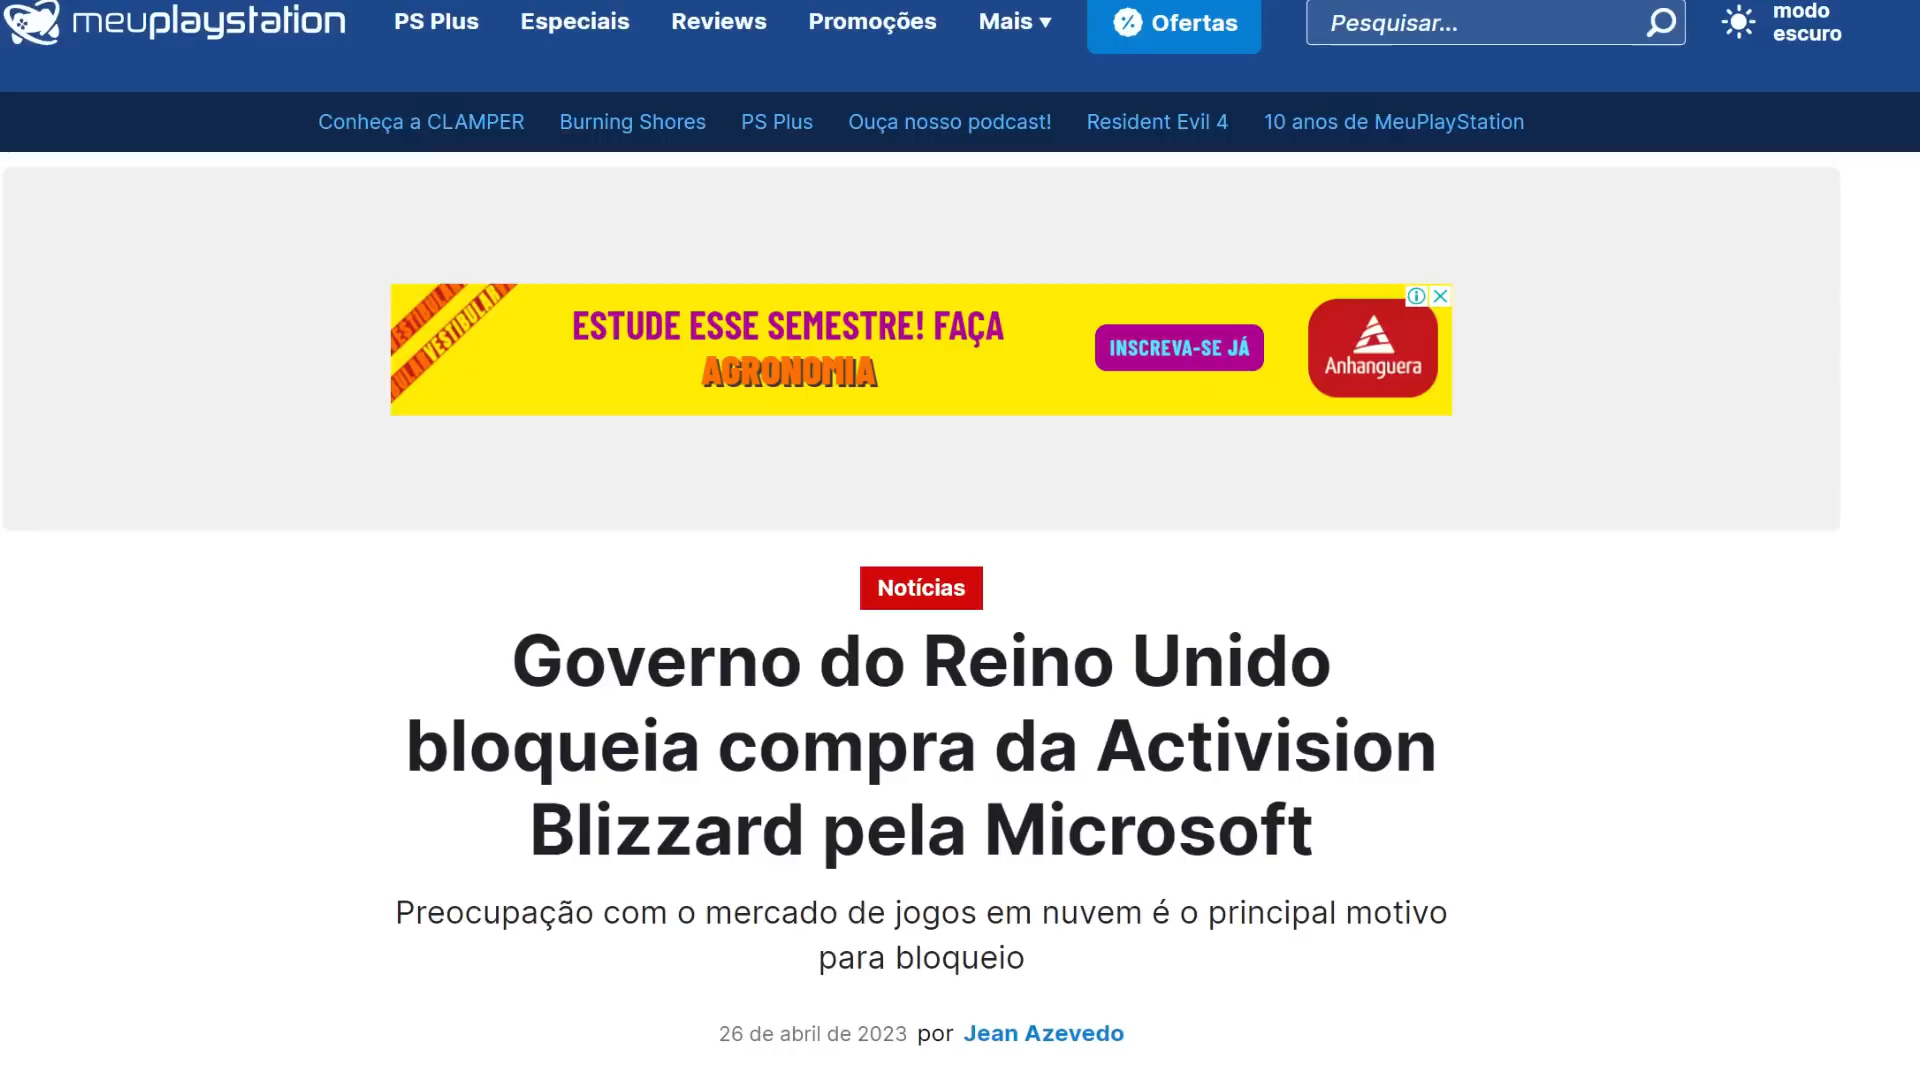 meuplaystation PS Plus Especiais Reviews Promoções Mais ▾ Ofertas Pesquisar... modo
escuro
Conheça a CLAMPER Burning Shores PS Plus Ouça nosso podcast! Resident Evil 4 10 anos de MeuPlayStation
VESTIBULAR
VESTIBULAR
ESTUDE ESSE SEMESTRE! FAÇA
AGRONOMIA
INSCREVA-SE JÁ
Anhanguera
Notícias
Governo do Reino Unido
bloqueia compra da Activision
Blizzard pela Microsoft
Preocupação com o mercado de jogos em nuvem é o principal motivo
para bloqueio
26 de abril de 2023 por Jean Azevedo